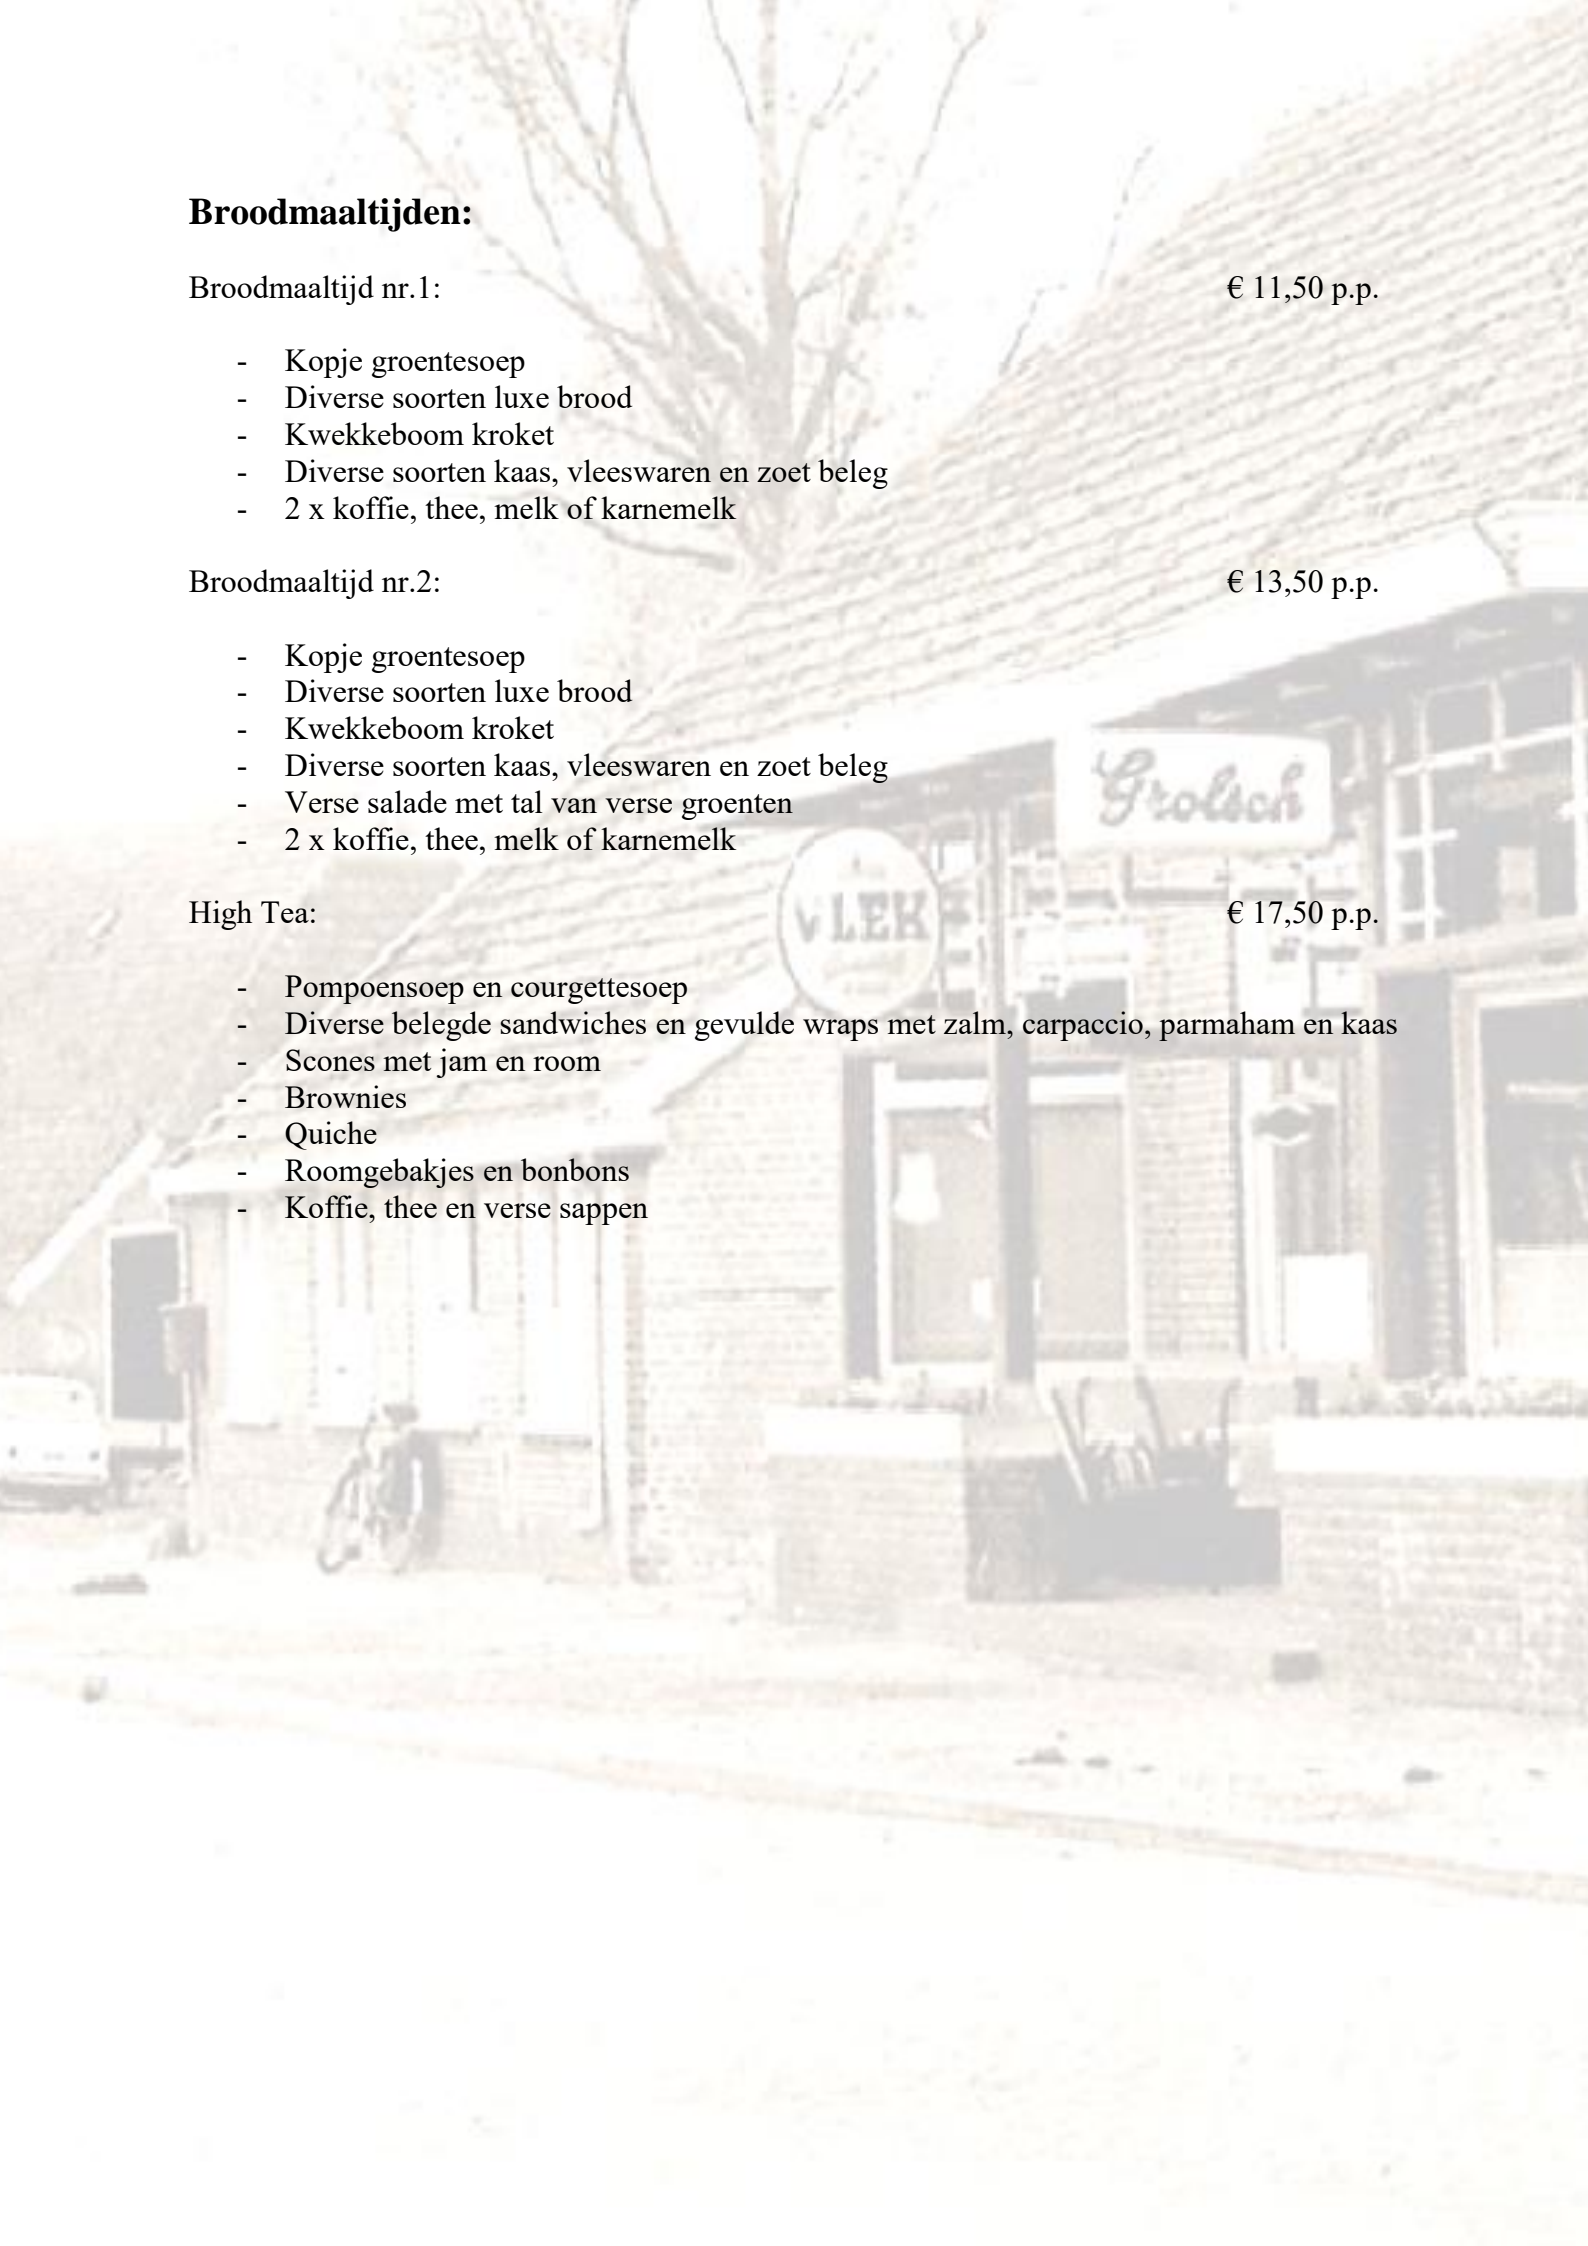 Broodmaaltijden:
Broodmaaltijd nr.1: € 11,50 p.p.
- Kopje groentesoep
- Diverse soorten luxe brood
- Kwekkeboom kroket
- Diverse soorten kaas, vleeswaren en zoet beleg
- 2 x koffie, thee, melk of karnemelk
Broodmaaltijd nr.2: € 13,50 p.p.
- Kopje groentesoep
- Diverse soorten luxe brood
- Kwekkeboom kroket
- Diverse soorten kaas, vleeswaren en zoet beleg
- Verse salade met tal van verse groenten
- 2 x koffie, thee, melk of karnemelk
Grolsch
VLEK
High Tea: € 17,50 p.p.
- Pompoensoep en courgettesoep
- Diverse belegde sandwiches en gevulde wraps met zalm, carpaccio, parmaham en kaas
- Scones met jam en room
- Brownies
- Quiche
- Roomgebakjes en bonbons
- Koffie, thee en verse sappen